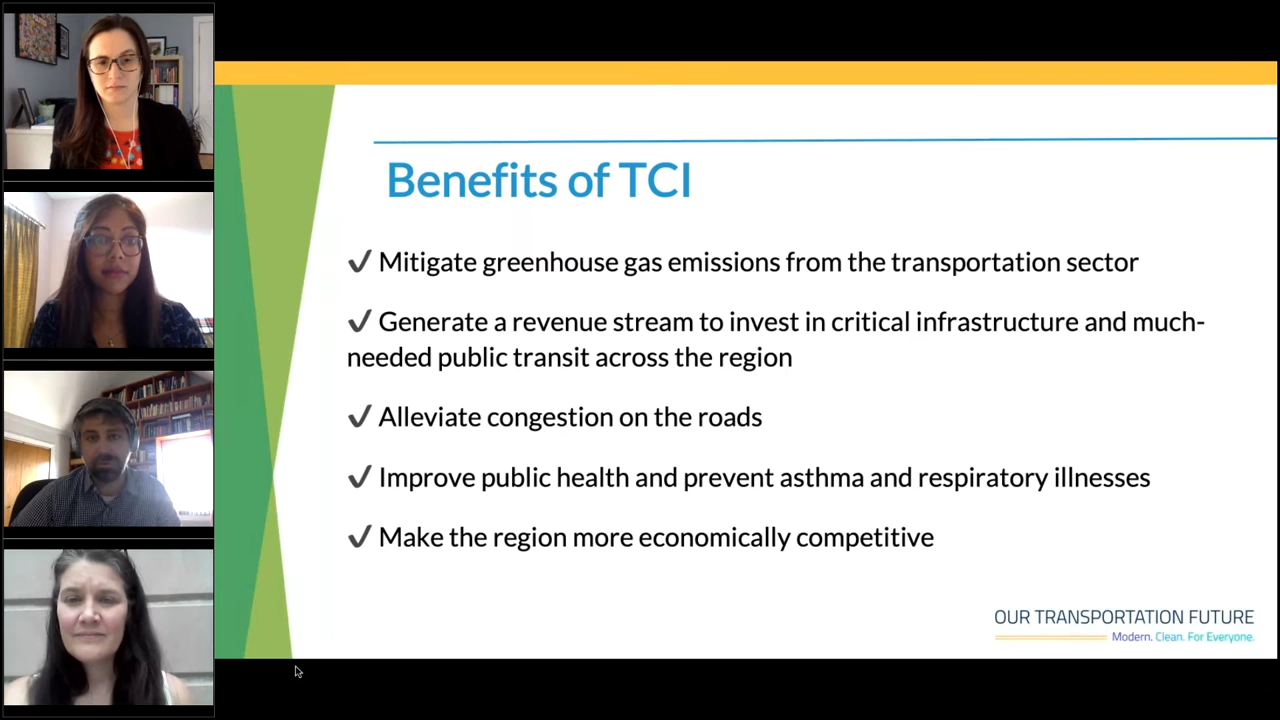 Benefits of TCI
✔ Mitigate greenhouse gas emissions from the transportation sector
✔ Generate a revenue stream to invest in critical infrastructure and much-
needed public transit across the region
✔ Alleviate congestion on the roads
✔ Improve public health and prevent asthma and respiratory illnesses
✔ Make the region more economically competitive
OUR TRANSPORTATION FUTURE
Modern. Clean. For Everyone.